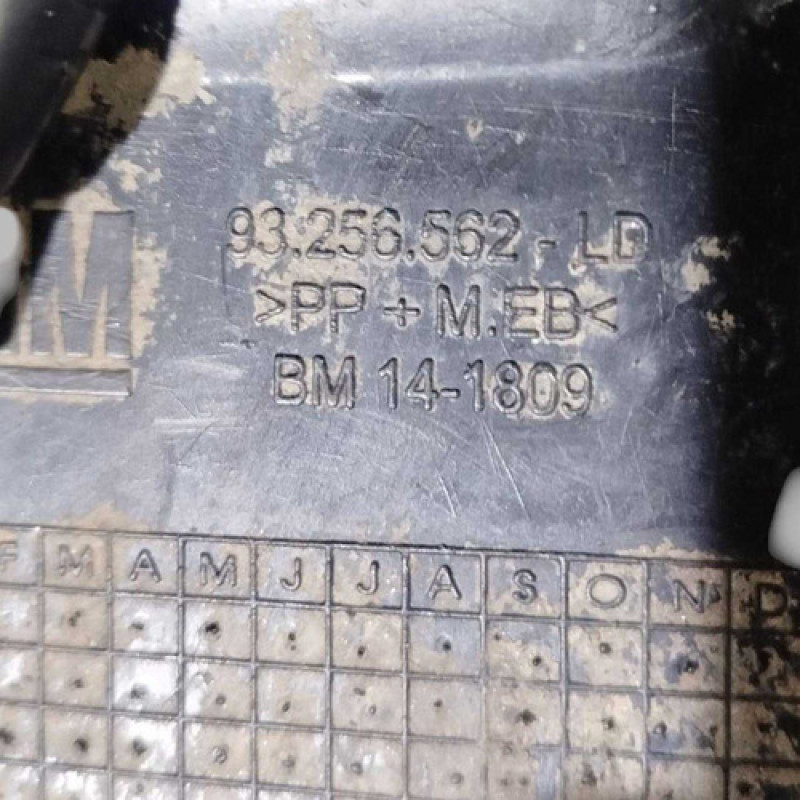 M
93.256.562 - LD
>PP + M.EB<
BM 14-1809
F M A M J J A S O N D